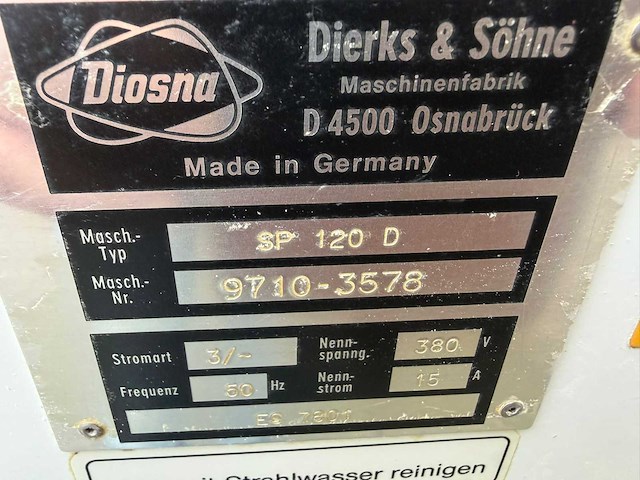 Diosna
Dierks & Söhne
Maschinenfabrik
D 4500 Osnabrück
Made in Germany
Masch.-Typ SP 120 D
Masch.-Nr. 9710-3578
Stromart 3/~ Nenn-spanng. 380 V
Frequenz 50 Hz Nenn-strom 15 A
Strahlwasser reinigen